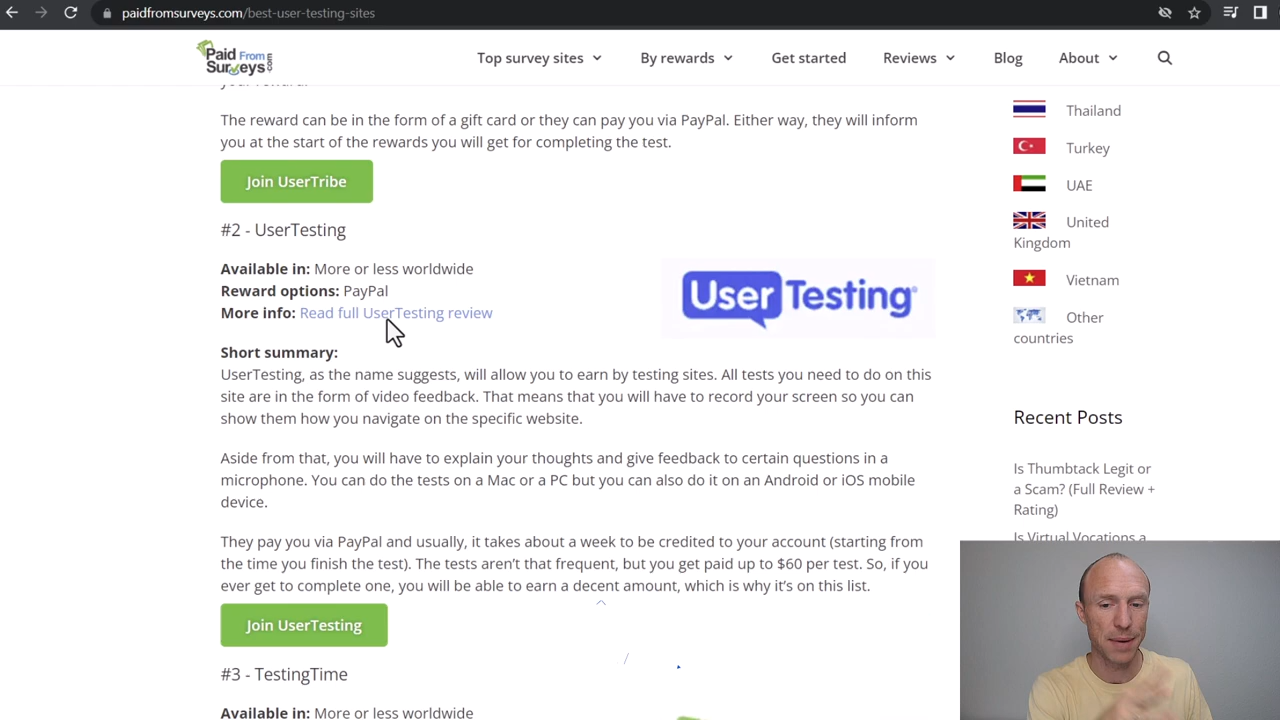 paidfromsurveys.com/best-user-testing-sites
Paid From
Surveys.com
Top survey sites
By rewards
Get started
Reviews
Blog
About
your reward.
The reward can be in the form of a gift card or they can pay you via PayPal. Either way, they will inform
you at the start of the rewards you will get for completing the test.
Join UserTribe
#2 - UserTesting
Available in: More or less worldwide
Reward options: PayPal
More info: Read full UserTesting review
UserTesting
Short summary:
UserTesting, as the name suggests, will allow you to earn by testing sites. All tests you need to do on this
site are in the form of video feedback. That means that you will have to record your screen so you can
show them how you navigate on the specific website.
Aside from that, you will have to explain your thoughts and give feedback to certain questions in a
microphone. You can do the tests on a Mac or a PC but you can also do it on an Android or iOS mobile
device.
They pay you via PayPal and usually, it takes about a week to be credited to your account (starting from
the time you finish the test). The tests aren't that frequent, but you get paid up to $60 per test. So, if you
ever get to complete one, you will be able to earn a decent amount, which is why it's on this list.
Join UserTesting
#3 - TestingTime
Available in: More or less worldwide
Thailand
Turkey
UAE
United
Kingdom
Vietnam
Other
countries
Recent Posts
Is Thumbtack Legit or
a Scam? (Full Review +
Rating)
Is Virtual Vocations a